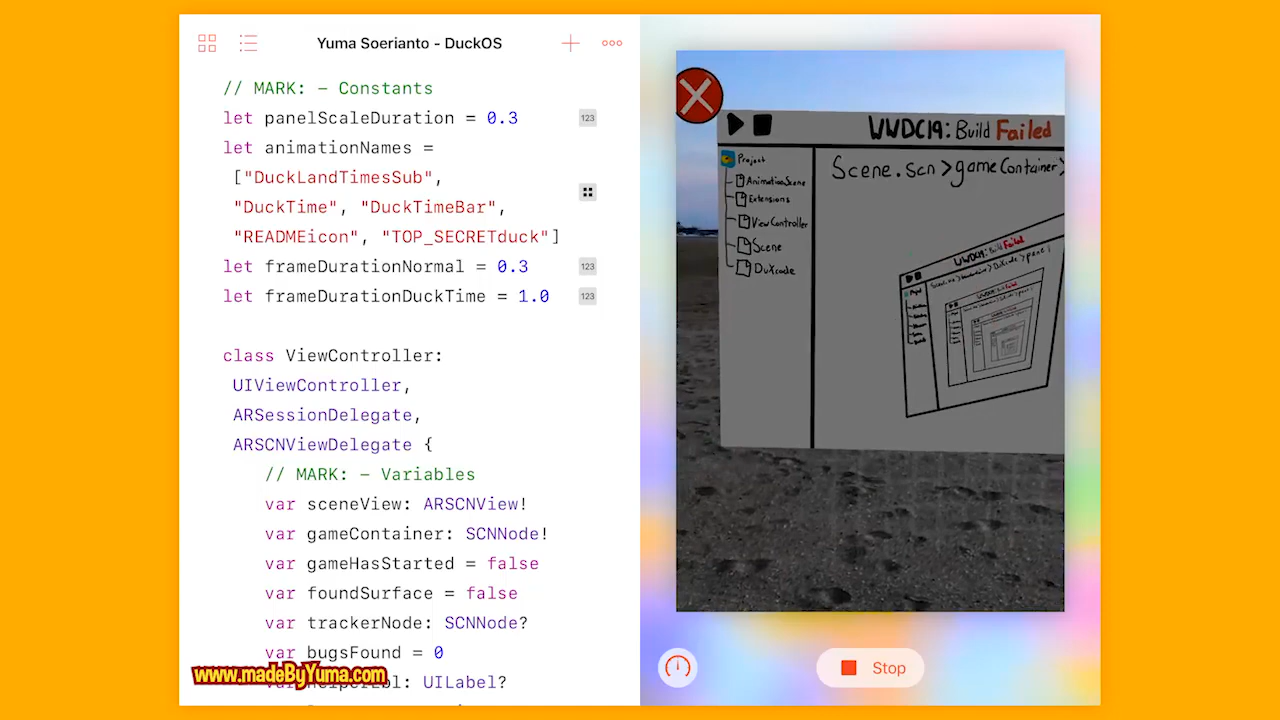 Yuma Soerianto - DuckOS
// MARK: - Constants
let panelScaleDuration = 0.3
123
let animationNames =
["DuckLandTimesSub",
"DuckTime", "DuckTimeBar",
"READMEicon", "TOP_SECRETduck"]
let frameDurationNormal = 0.3
123
let frameDurationDuckTime = 1.0
123
class ViewController:
UIViewController,
ARSessionDelegate,
ARSCNViewDelegate {
// MARK: - Variables
var sceneView: ARSCNView!
var gameContainer: SCNNode!
var gameHasStarted = false
var foundSurface = false
var trackerNode: SCNNode?
var bugsFound = 0
UILabel?
www.madeByYuma.com
WWDC19: Build Failed
Project
AnimationScene
Extensions
ViewController
Scene
DuXcode
Scene.scn > gameContainer >
WWDC19: Build Failed
Stop